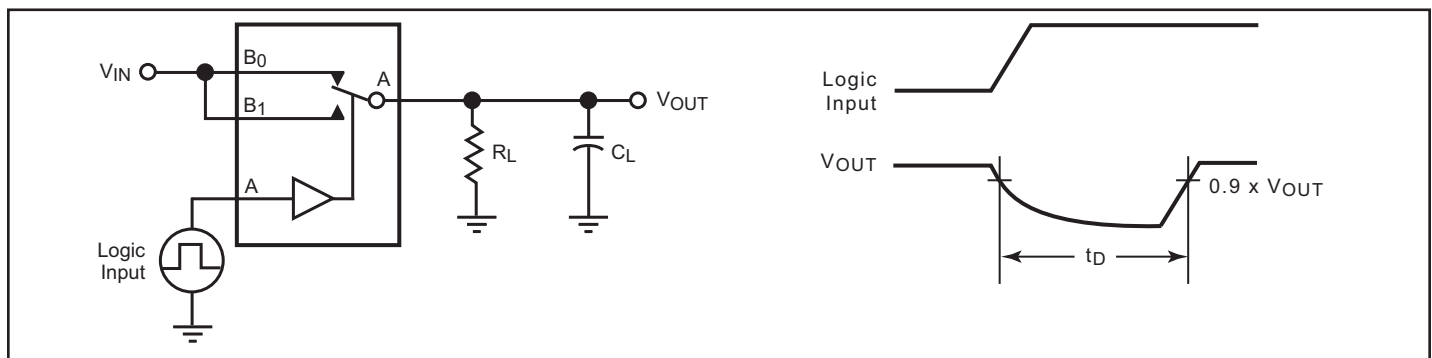 VIN
B0
B1
A
VOUT
RL
CL
A
Logic
Input
Logic
Input
VOUT
0.9 x VOUT
tD